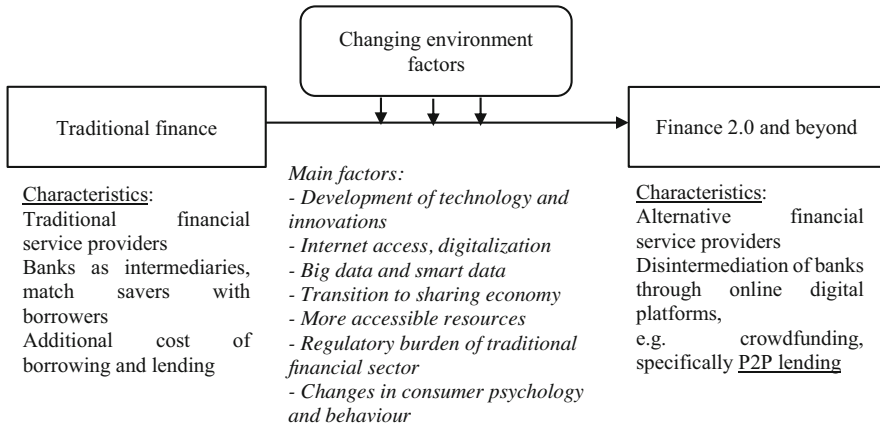 Changing environment
factors
Traditional finance
Finance 2.0 and beyond
Characteristics:
Traditional financial
service providers
Banks as intermediaries,
match savers with
borrowers
Additional cost of
borrowing and lending
Main factors:
- Development of technology and
innovations
- Internet access, digitalization
- Big data and smart data
- Transition to sharing economy
- More accessible resources
- Regulatory burden of traditional
financial sector
- Changes in consumer psychology
and behaviour
Characteristics:
Alternative financial
service providers
Disintermediation of banks
through online digital
platforms,
e.g. crowdfunding,
specifically P2P lending